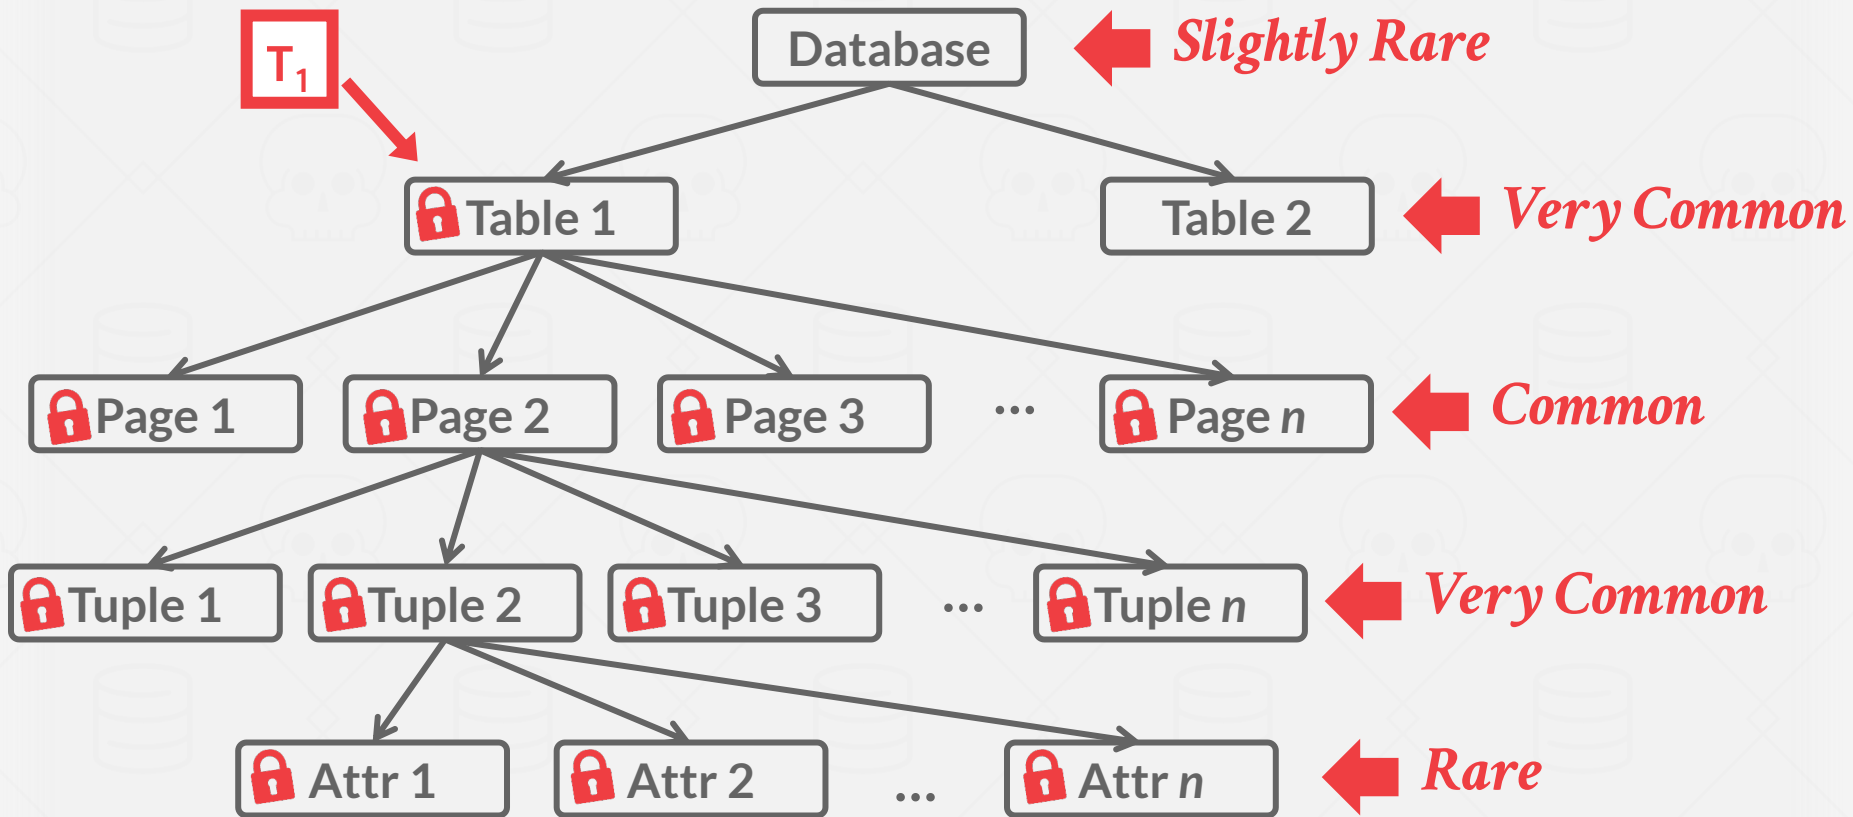 T1
Database
Slightly Rare
Table 1
Table 2
Very Common
Page 1
Page 2
Page 3
...
Page n
Common
Tuple 1
Tuple 2
Tuple 3
...
Tuple n
Very Common
Attr 1
Attr 2
...
Attr n
Rare